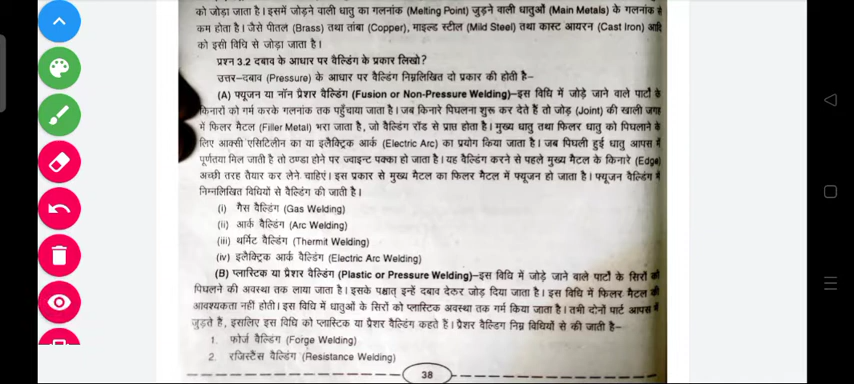 को जोड़ा जाता है। इसमें जोड़ने वाली धातु का गलनांक (Melting Point) जुड़ने वाली धातुओं (Main Metals) के गलनांक से
कम होता है। जैसे पीतल (Brass) तथा तांबा (Copper), माइल्ड स्टील (Mild Steel) तथा कास्ट आयरन (Cast Iron) आदि
को इसी विधि से जोड़ा जाता है।
प्रश्न 3.2 दबाव के आधार पर वैल्डिंग के प्रकार लिखो?
उत्तर–दबाव (Pressure) के आधार पर वैल्डिंग निम्नलिखित दो प्रकार की होती है–
(A) फ्यूजन या नॉन प्रैशर वैल्डिंग (Fusion or Non-Pressure Welding)–इस विधि में जोड़े जाने वाले पार्टों के
किनारों को गर्म करके गलनांक तक पहुँचाया जाता है। जब किनारे पिघलना शुरू कर देते हैं तो जोड़ (Joint) की खाली जगह
में फिलर मैटल (Filler Metal) भरा जाता है, जो वैल्डिंग रॉड से प्राप्त होता है। मुख्य धातु तथा फिलर धातु को पिघलाने के
लिए आक्सी एसिटिलीन का या इलैक्ट्रिक आर्क (Electric Arc) का प्रयोग किया जाता है। जब पिघली हुई धातु आपस में
पूर्णतया मिल जाती है तो ठण्डा होने पर ज्वाइन्ट पक्का हो जाता है। यह वैल्डिंग करने से पहले मुख्य मैटल के किनारे (Edge)
अच्छी तरह तैयार कर लेने चाहिएं। इस प्रकार से मुख्य मैटल का फिलर मैटल में फ्यूजन हो जाता है। फ्यूजन वैल्डिंग में
निम्नलिखित विधियों से वैल्डिंग की जाती है।
(i) गैस वैल्डिंग (Gas Welding)
(ii) आर्क वैल्डिंग (Arc Welding)
(iii) थर्मिट वैल्डिंग (Thermit Welding)
(iv) इलैक्ट्रिक आर्क वैल्डिंग (Electric Arc Welding)
(B) प्लास्टिक या प्रैशर वैल्डिंग (Plastic or Pressure Welding)–इस विधि में जोड़े जाने वाले पार्टों के सिरों को
पिघलने की अवस्था तक लाया जाता है। इसके पश्चात् इन्हें दबाव देकर जोड़ दिया जाता है। इस विधि में फिलर मैटल की
आवश्यकता नहीं होती। इस विधि में धातुओं के सिरों को प्लास्टिक अवस्था तक गर्म किया जाता है। तभी दोनों पार्ट आपस में
जुड़ते हैं, इसलिए इस विधि को प्लास्टिक या प्रैशर वैल्डिंग कहते हैं। प्रैशर वैल्डिंग निम्न विधियों से की जाती है–
1. फोर्ज वैल्डिंग (Forge Welding)
2. रजिस्टैंस वैल्डिंग (Resistance Welding)
38